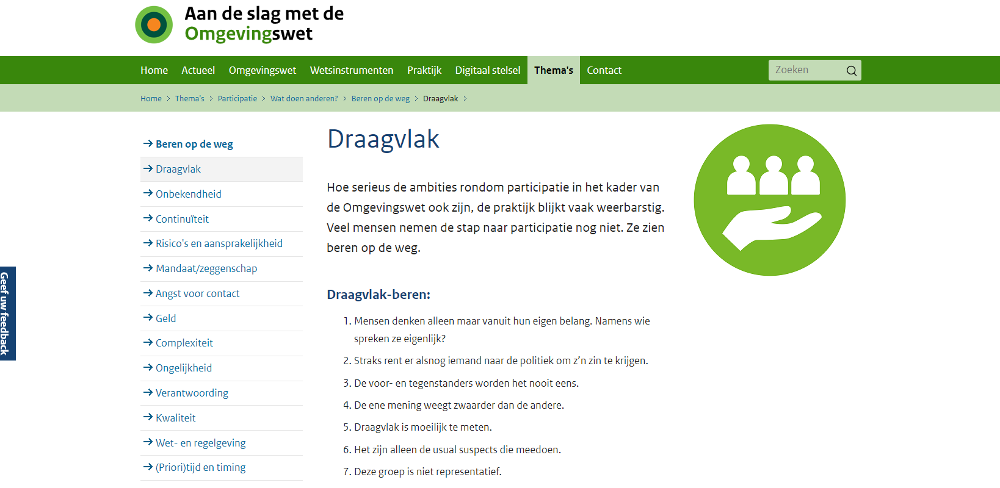 Aan de slag met de
Omgevingswet
Home Actueel Omgevingswet Wetsinstrumenten Praktijk Digitaal stelsel Thema's Contact Zoeken
Home > Thema's > Participatie > Wat doen anderen? > Beren op de weg > Draagvlak >
→ Beren op de weg
→ Draagvlak
→ Onbekendheid
→ Continuïteit
→ Risico's en aansprakelijkheid
→ Mandaat/zeggenschap
→ Angst voor contact
→ Geld
→ Complexiteit
→ Ongelijkheid
→ Verantwoording
→ Kwaliteit
→ Wet- en regelgeving
→ (Priori)tijd en timing
Geef uw feedback
Draagvlak
Hoe serieus de ambities rondom participatie in het kader van
de Omgevingswet ook zijn, de praktijk blijkt vaak weerbarstig.
Veel mensen nemen de stap naar participatie nog niet. Ze zien
beren op de weg.
Draagvlak-beren:
1. Mensen denken alleen maar vanuit hun eigen belang. Namens wie
spreken ze eigenlijk?
2. Straks rent er alsnog iemand naar de politiek om z’n zin te krijgen.
3. De voor- en tegenstanders worden het nooit eens.
4. De ene mening weegt zwaarder dan de andere.
5. Draagvlak is moeilijk te meten.
6. Het zijn alleen de usual suspects die meedoen.
7. Deze groep is niet representatief.